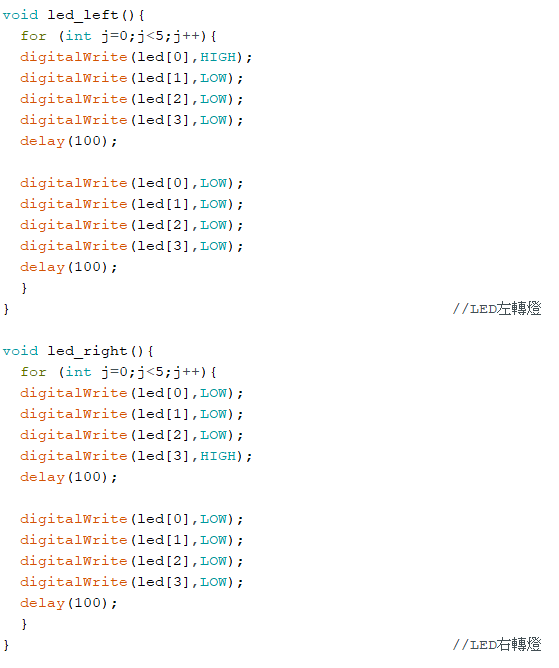 void led_left(){
  for (int j=0;j<5;j++){
  digitalWrite(led[0],HIGH);
  digitalWrite(led[1],LOW);
  digitalWrite(led[2],LOW);
  digitalWrite(led[3],LOW);
  delay(100);

  digitalWrite(led[0],LOW);
  digitalWrite(led[1],LOW);
  digitalWrite(led[2],LOW);
  digitalWrite(led[3],LOW);
  delay(100);
  }
}                                                 //LED左轉燈

void led_right(){
  for (int j=0;j<5;j++){
  digitalWrite(led[0],LOW);
  digitalWrite(led[1],LOW);
  digitalWrite(led[2],LOW);
  digitalWrite(led[3],HIGH);
  delay(100);

  digitalWrite(led[0],LOW);
  digitalWrite(led[1],LOW);
  digitalWrite(led[2],LOW);
  digitalWrite(led[3],LOW);
  delay(100);
  }
}                                                 //LED右轉燈